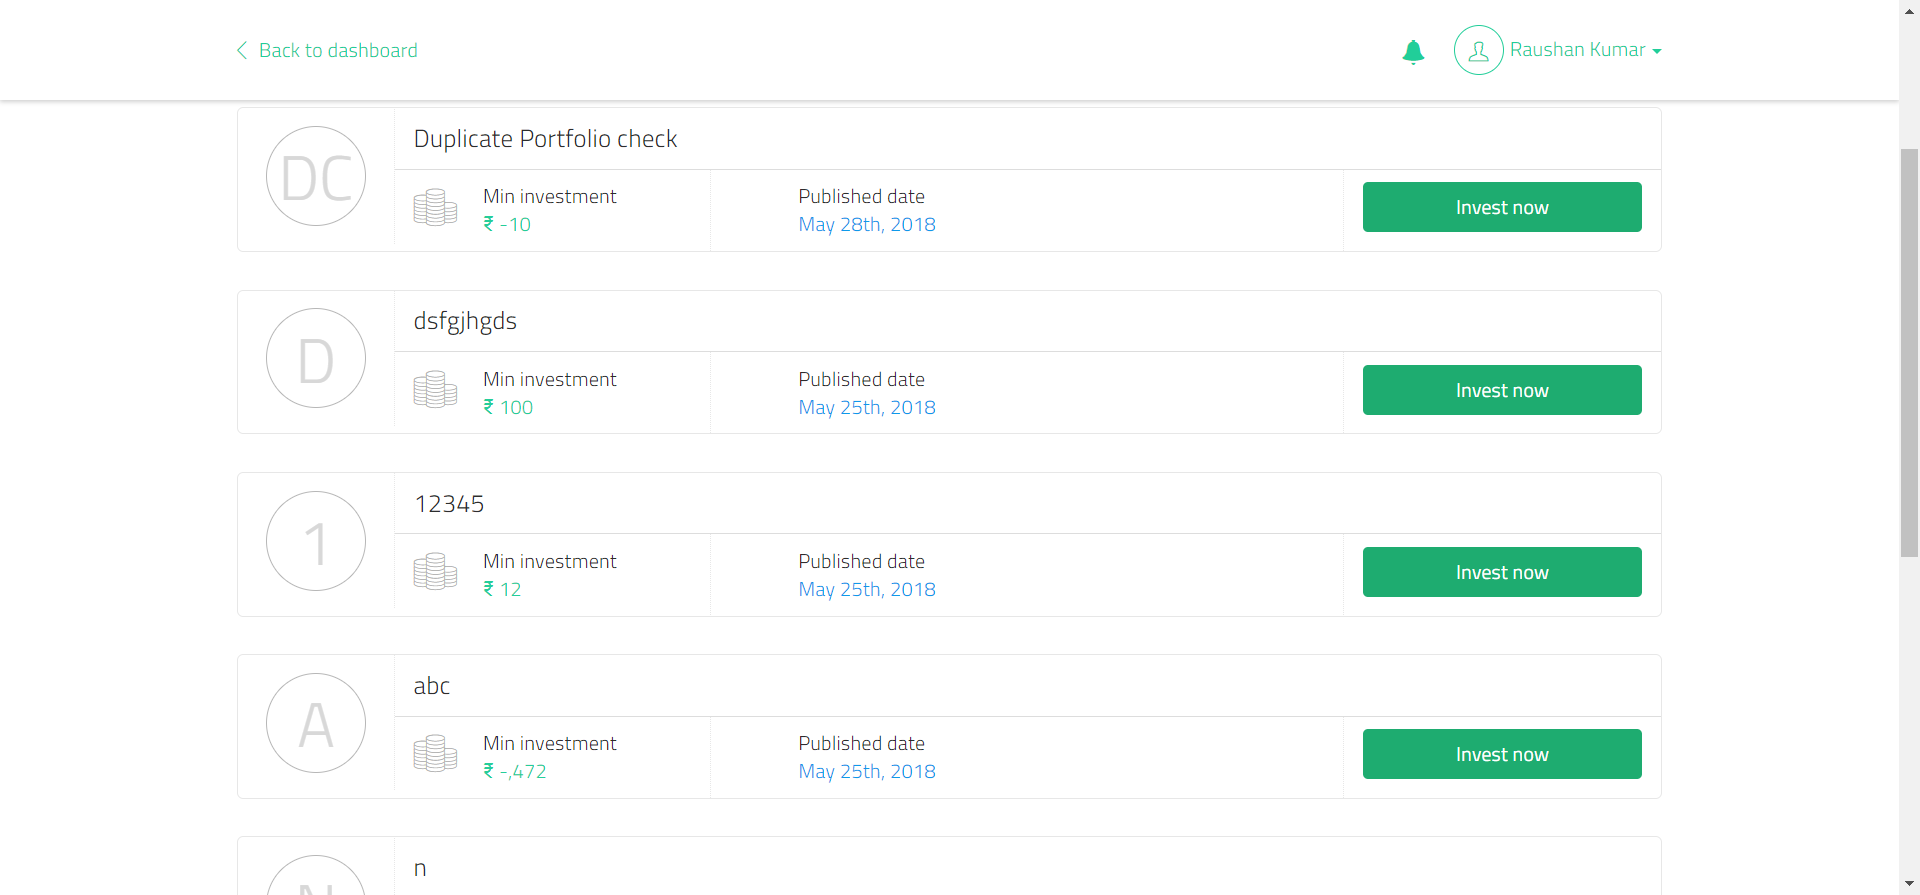 Back to dashboard
Raushan Kumar
DC
Duplicate Portfolio check
Min investment
₹ -10
Published date
May 28th, 2018
Invest now
D
dsfgjhgds
Min investment
₹ 100
Published date
May 25th, 2018
Invest now
1
12345
Min investment
₹ 12
Published date
May 25th, 2018
Invest now
A
abc
Min investment
₹ -,472
Published date
May 25th, 2018
Invest now
N
n